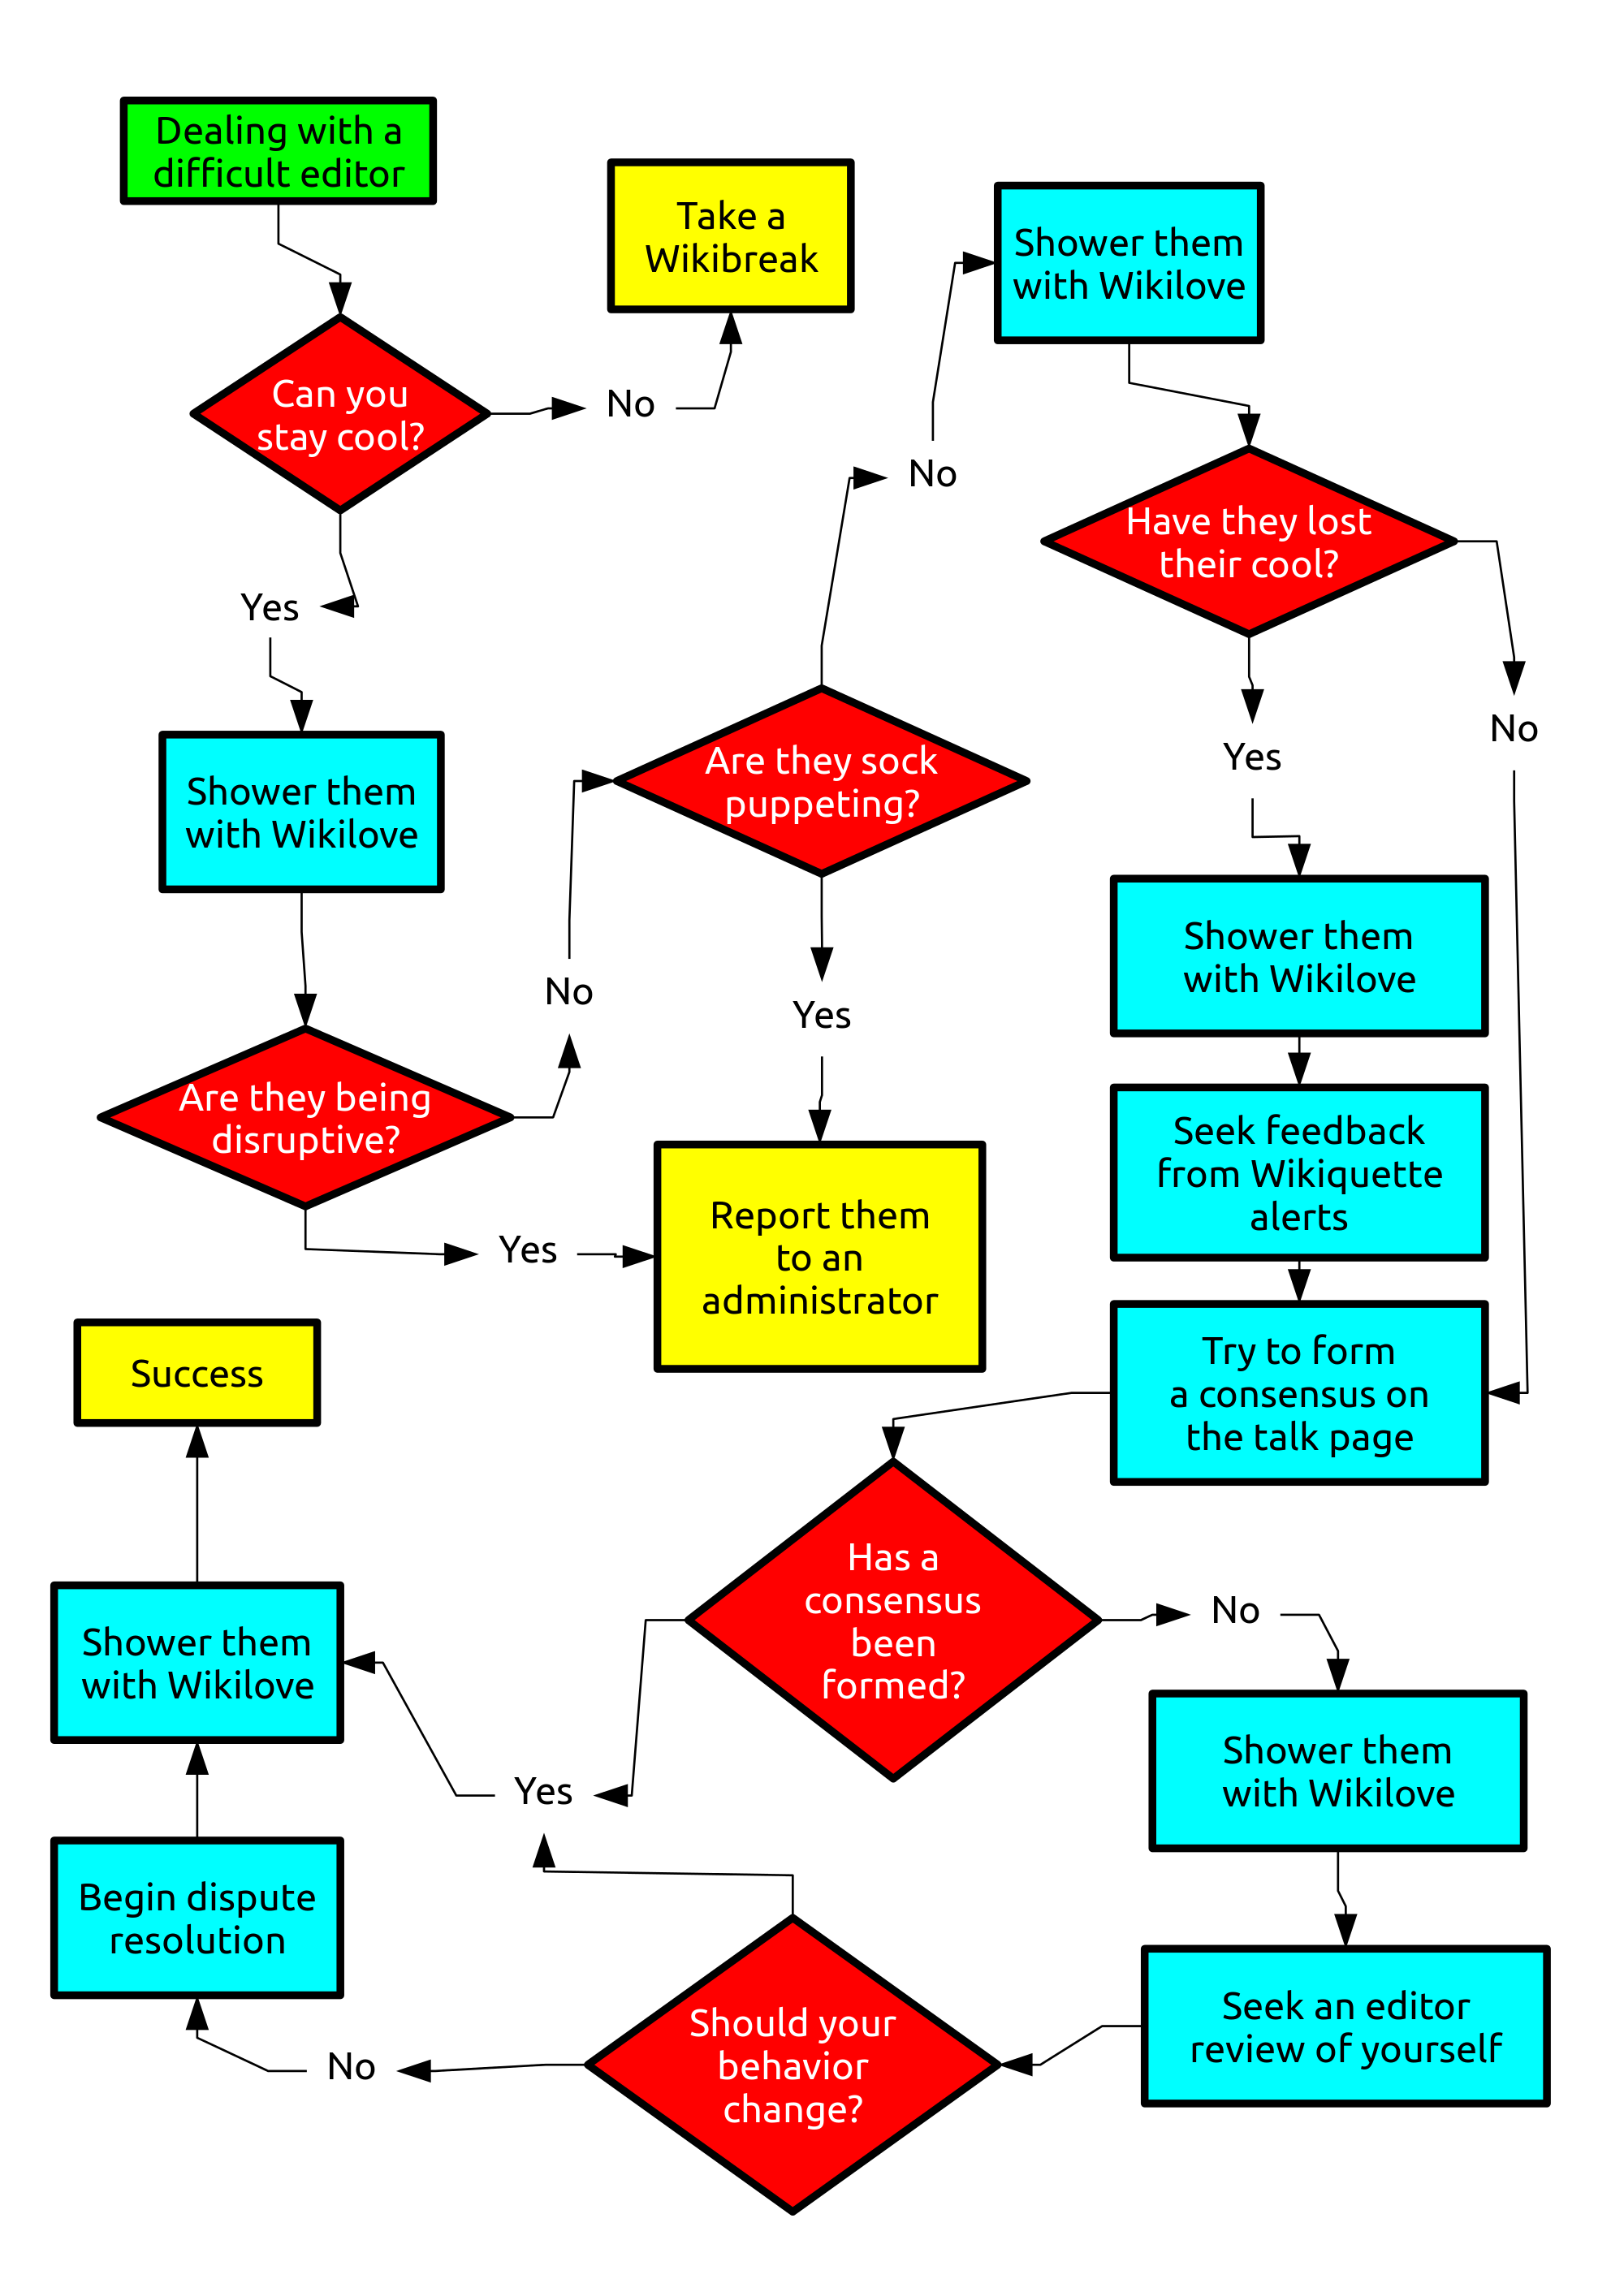 Dealing with a
difficult editor
Take a
Wikibreak
Shower them
with Wikilove
Can you
stay cool?
No
No
Have they lost
their cool?
Yes
Shower them
with Wikilove
Are they sock
puppeting?
No
Yes
Shower them
with Wikilove
No
Yes
Are they being
disruptive?
Seek feedback
from Wikiquette
alerts
Yes
Report them
to an
administrator
Success
Try to form
a consensus on
the talk page
Has a
consensus
been
formed?
No
Shower them
with Wikilove
Yes
Shower them
with Wikilove
Begin dispute
resolution
Seek an editor
review of yourself
Should your
behavior
change?
No